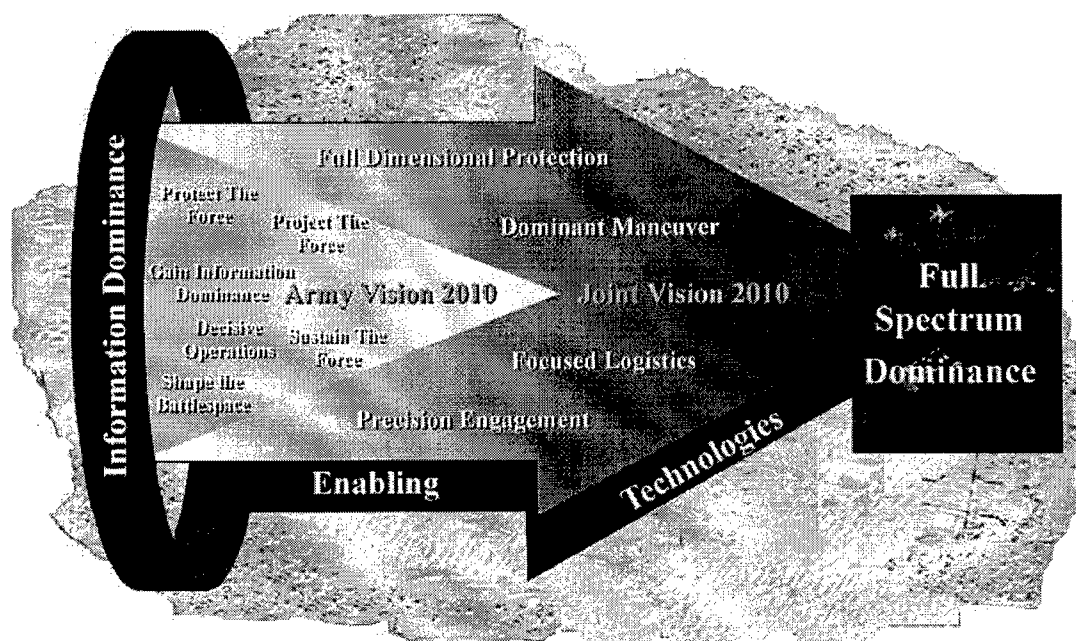 Information Dominance
Full Dimensional Protection
Protect The
Force
Project The
Force
Dominant Maneuver
Gain Information
Dominance
Army Vision 2010
Joint Vision 2010
Decisive
Operations
Sustain The
Force
Focused Logistics
Shape the
Battlespace
Precision Engagement
Enabling
Technologies
Full
Spectrum
Dominance